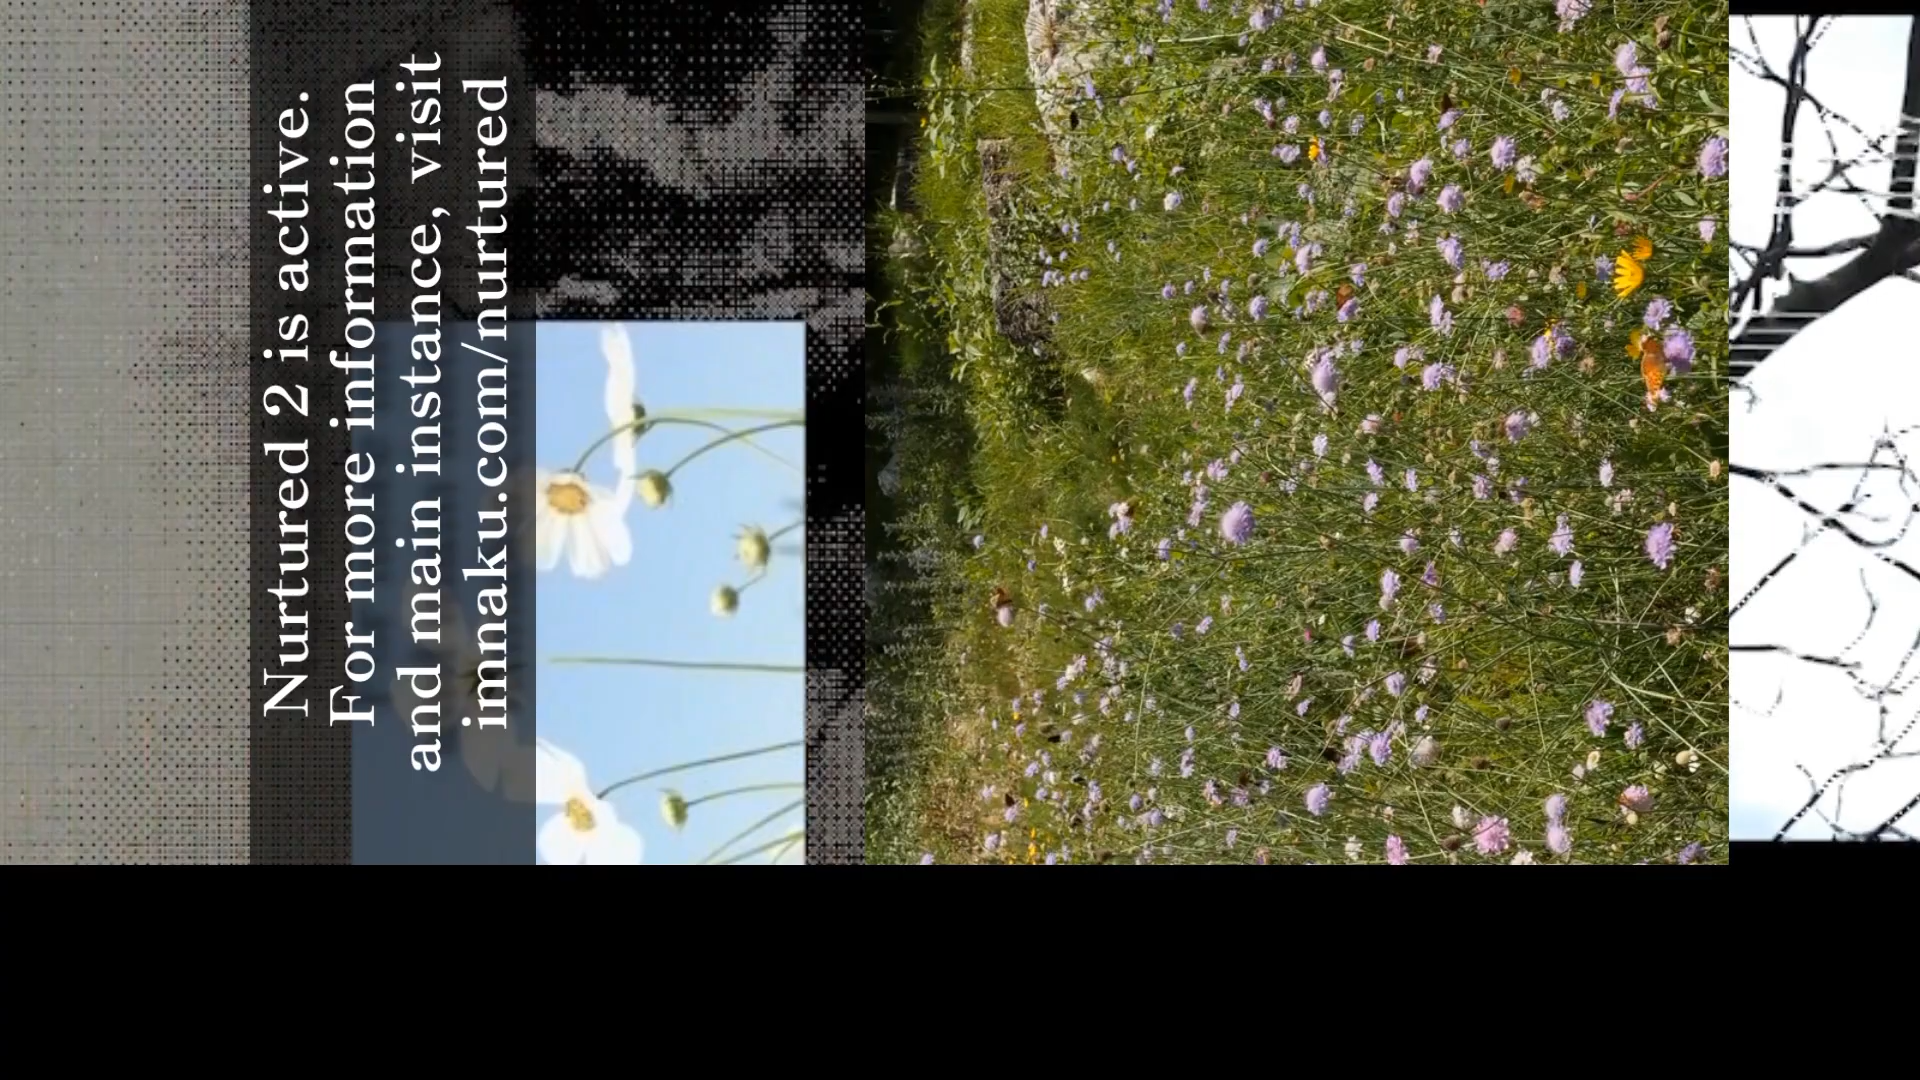 Nurtured 2 is active.
For more information
and main instance, visit
imnaku.com/nurtured